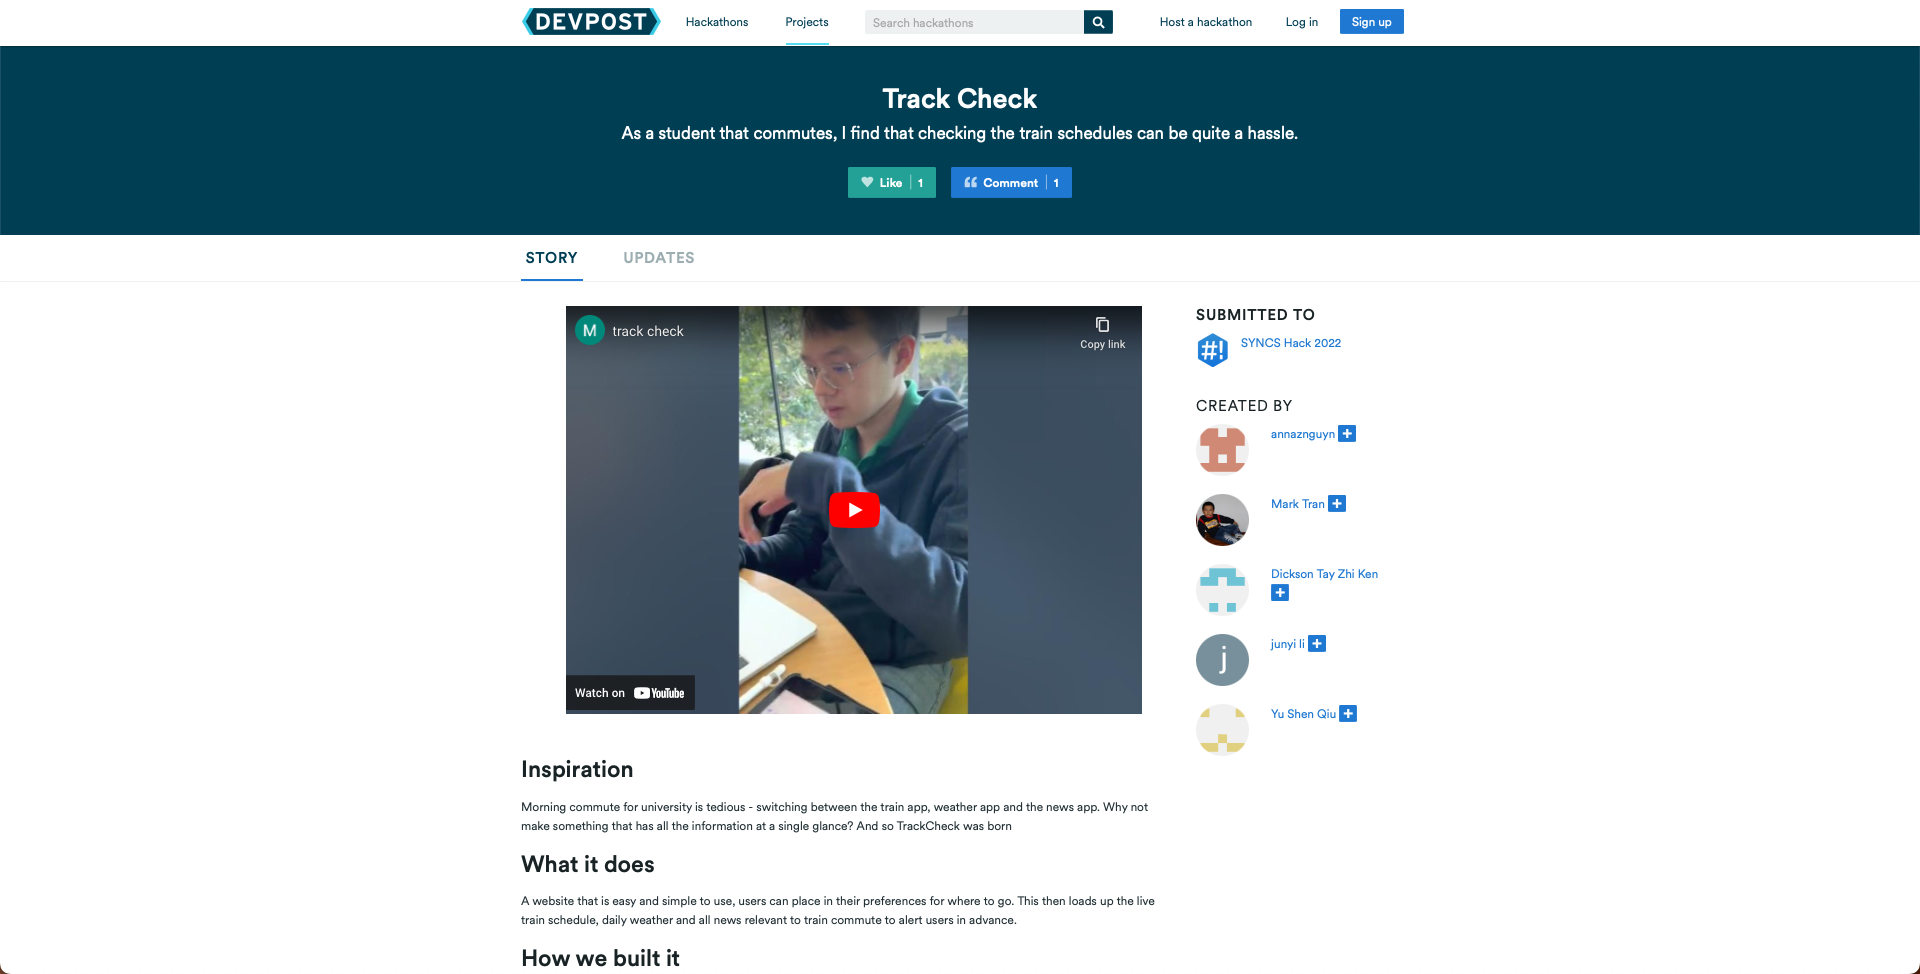 DEVPOST
Hackathons
Projects
Search hackathons
Host a hackathon
Log in
Sign up
Track Check
As a student that commutes, I find that checking the train schedules can be quite a hassle.
Like 1
Comment 1
STORY
UPDATES
M
track check
Copy link
Watch on YouTube
SUBMITTED TO
#!
SYNCS Hack 2022
CREATED BY
annaznguyn
Mark Tran
Dickson Tay Zhi Ken
j
junyi li
Yu Shen Qiu
Inspiration
Morning commute for university is tedious - switching between the train app, weather app and the news app. Why not
make something that has all the information at a single glance? And so TrackCheck was born
What it does
A website that is easy and simple to use, users can place in their preferences for where to go. This then loads up the live
train schedule, daily weather and all news relevant to train commute to alert users in advance.
How we built it